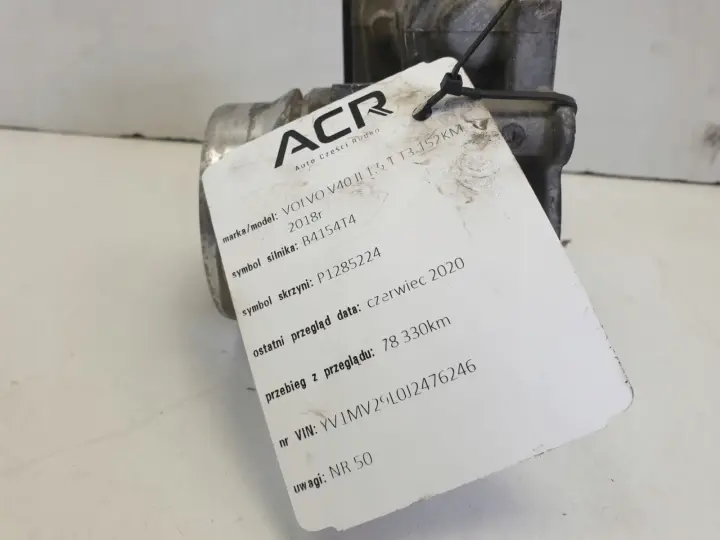 ACR
Auto Części Rudno
marka/model: VOLVO V40 II 1.5 T T3 152KM
2018r
symbol silnika: B4154T4
symbol skrzyni: P1285224
ostatni przegląd data: czerwiec 2020
przebieg z przeglądu: 78 330km
nr VIN: YV1MV29L0J2476246
uwagi: NR 50